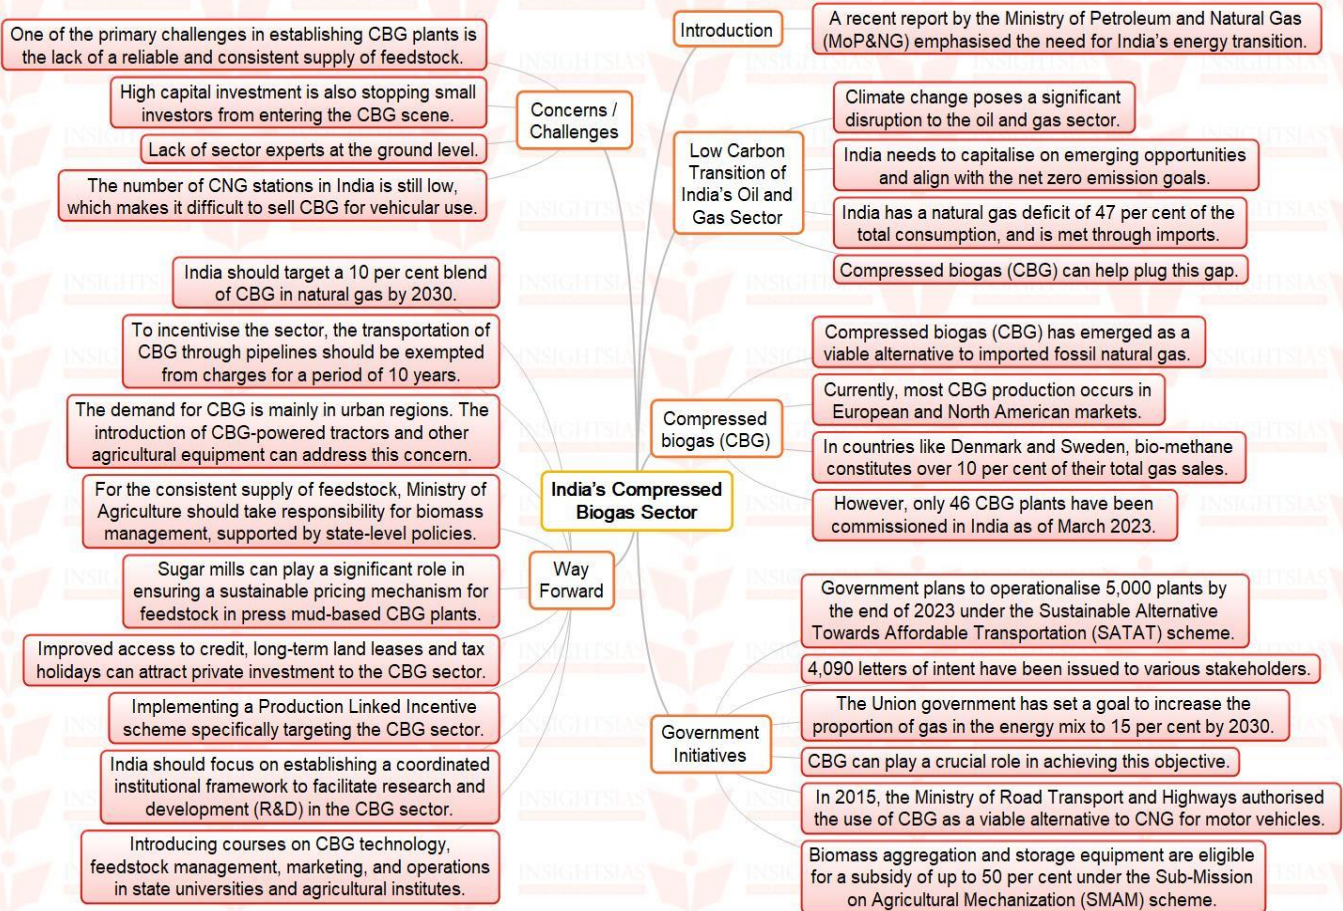 India’s Compressed
Biogas Sector
Introduction
A recent report by the Ministry of Petroleum and Natural Gas
(MoP&NG) emphasised the need for India’s energy transition.
Low Carbon
Transition of
India’s Oil and
Gas Sector
Climate change poses a significant
disruption to the oil and gas sector.
India needs to capitalise on emerging opportunities
and align with the net zero emission goals.
India has a natural gas deficit of 47 per cent of the
total consumption, and is met through imports.
Compressed biogas (CBG) can help plug this gap.
Compressed
biogas (CBG)
Compressed biogas (CBG) has emerged as a
viable alternative to imported fossil natural gas.
Currently, most CBG production occurs in
European and North American markets.
In countries like Denmark and Sweden, bio-methane
constitutes over 10 per cent of their total gas sales.
However, only 46 CBG plants have been
commissioned in India as of March 2023.
Government
Initiatives
Government plans to operationalise 5,000 plants by
the end of 2023 under the Sustainable Alternative
Towards Affordable Transportation (SATAT) scheme.
4,090 letters of intent have been issued to various stakeholders.
The Union government has set a goal to increase the
proportion of gas in the energy mix to 15 per cent by 2030.
CBG can play a crucial role in achieving this objective.
In 2015, the Ministry of Road Transport and Highways authorised
the use of CBG as a viable alternative to CNG for motor vehicles.
Biomass aggregation and storage equipment are eligible
for a subsidy of up to 50 per cent under the Sub-Mission
on Agricultural Mechanization (SMAM) scheme.
Concerns /
Challenges
One of the primary challenges in establishing CBG plants is
the lack of a reliable and consistent supply of feedstock.
High capital investment is also stopping small
investors from entering the CBG scene.
Lack of sector experts at the ground level.
The number of CNG stations in India is still low,
which makes it difficult to sell CBG for vehicular use.
Way
Forward
India should target a 10 per cent blend
of CBG in natural gas by 2030.
To incentivise the sector, the transportation of
CBG through pipelines should be exempted
from charges for a period of 10 years.
The demand for CBG is mainly in urban regions. The
introduction of CBG-powered tractors and other
agricultural equipment can address this concern.
For the consistent supply of feedstock, Ministry of
Agriculture should take responsibility for biomass
management, supported by state-level policies.
Sugar mills can play a significant role in
ensuring a sustainable pricing mechanism for
feedstock in press mud-based CBG plants.
Improved access to credit, long-term land leases and tax
holidays can attract private investment to the CBG sector.
Implementing a Production Linked Incentive
scheme specifically targeting the CBG sector.
India should focus on establishing a coordinated
institutional framework to facilitate research and
development (R&D) in the CBG sector.
Introducing courses on CBG technology,
feedstock management, marketing, and operations
in state universities and agricultural institutes.
INSIGHTSIAS